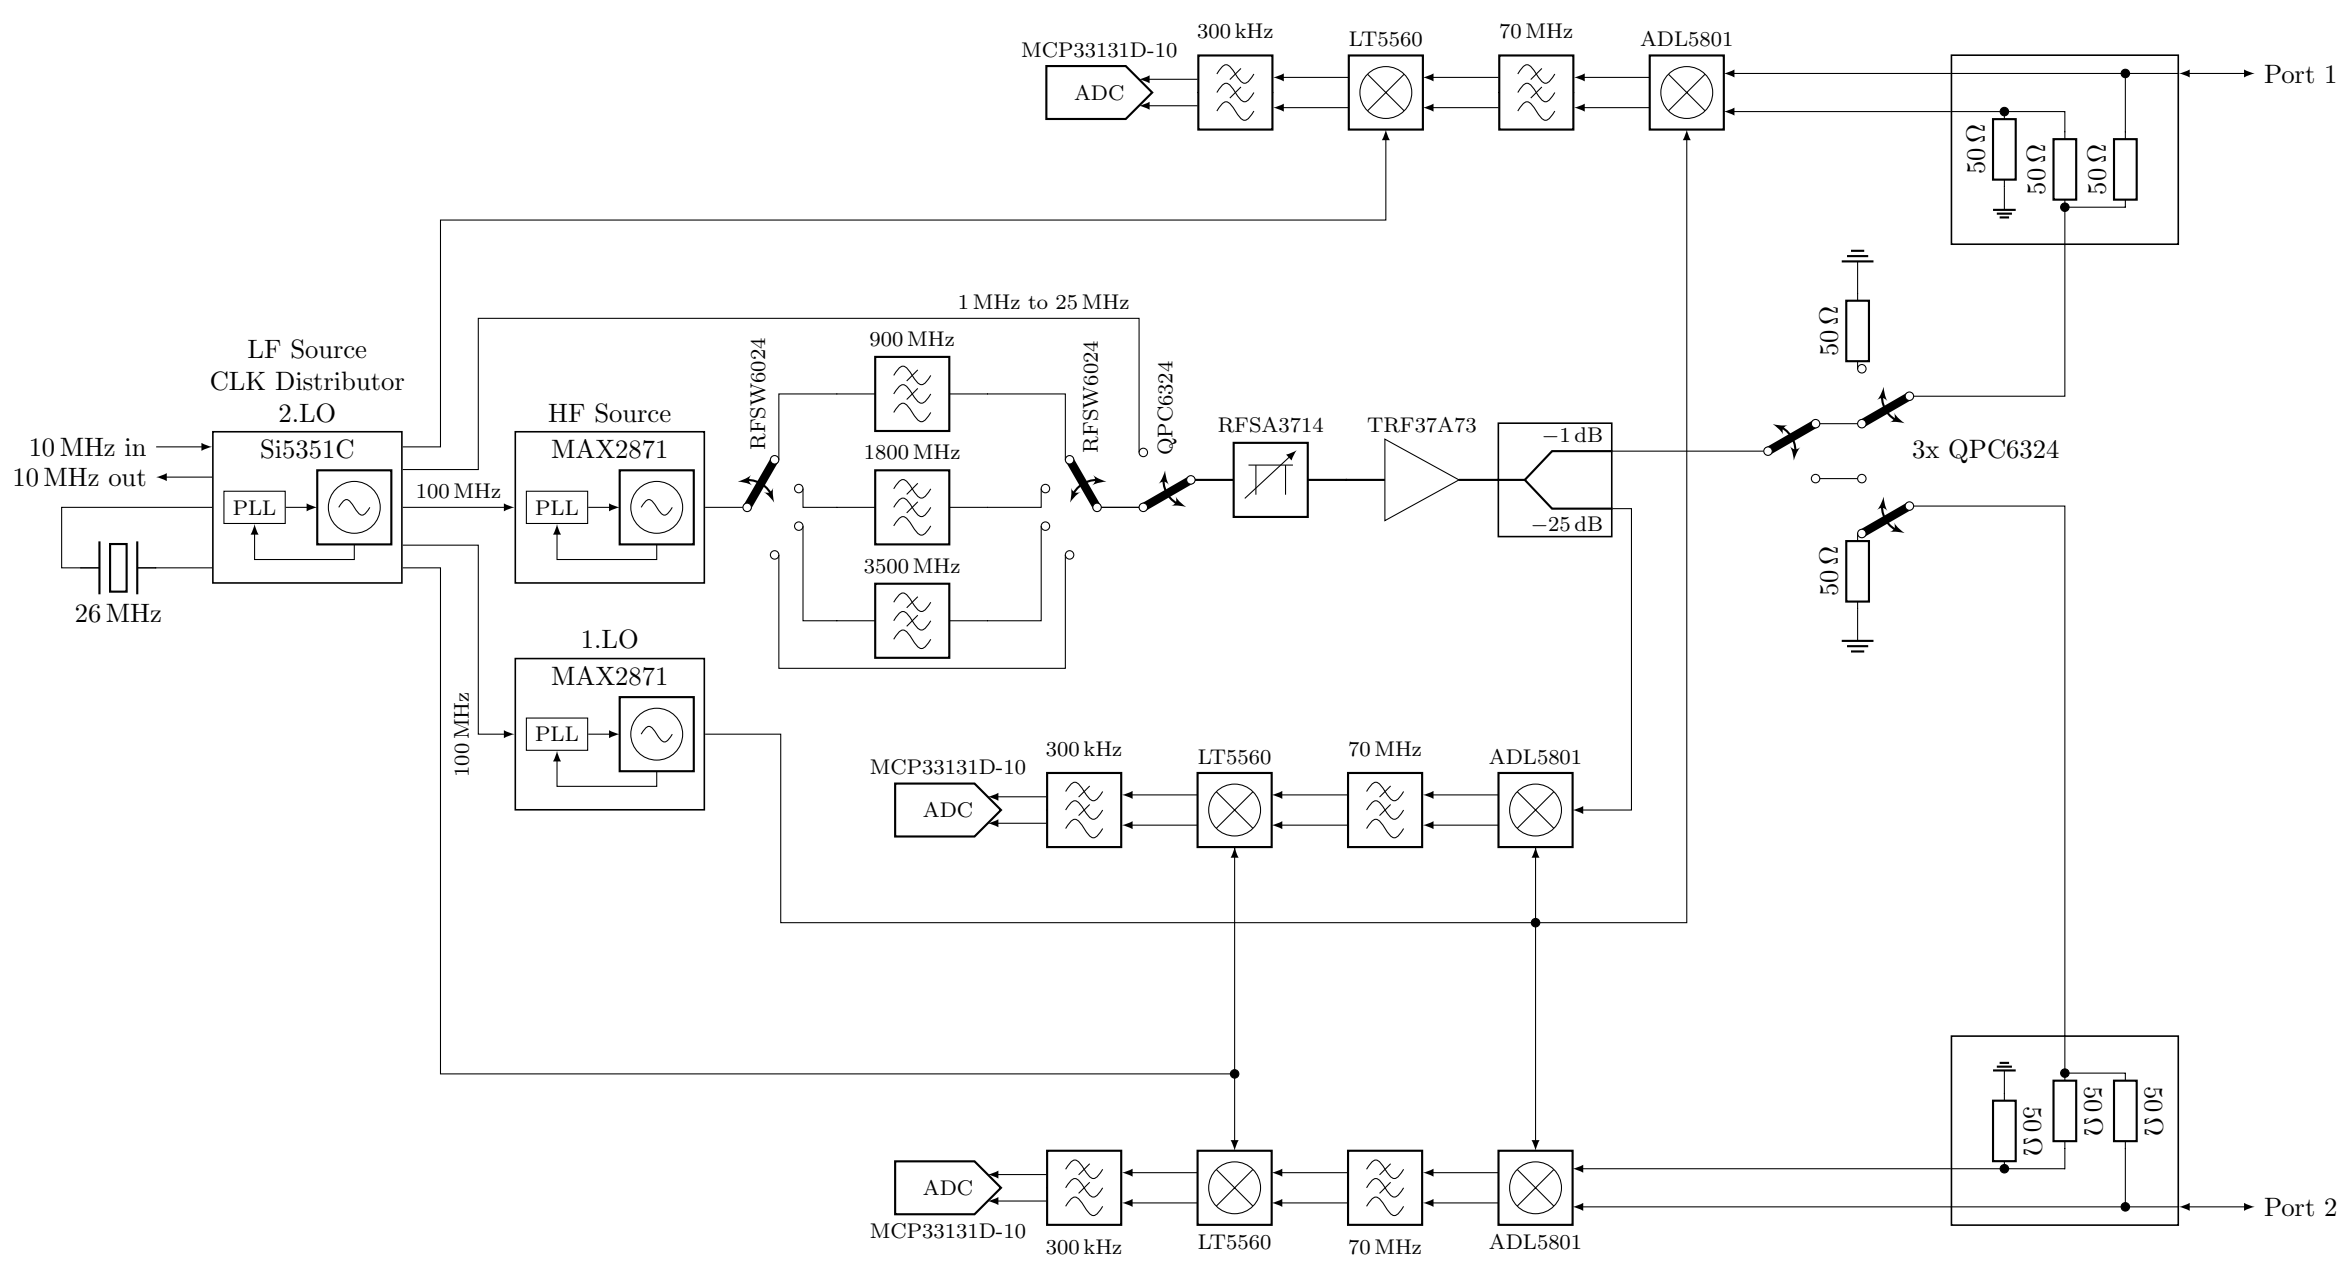 MCP33131D-10
ADC
300 kHz
LT5560
70 MHz
ADL5801
Port 1
50 Ω
50 Ω
50 Ω
1 MHz to 25 MHz
LF Source
CLK Distributor
2.LO
Si5351C
PLL
10 MHz in
10 MHz out
26 MHz
100 MHz
HF Source
MAX2871
PLL
RFSW6024
900 MHz
1800 MHz
3500 MHz
RFSW6024
QPC6324
RFSA3714
TRF37A73
−1 dB
−25 dB
50 Ω
3x QPC6324
50 Ω
1.LO
MAX2871
PLL
100 MHz
MCP33131D-10
ADC
300 kHz
LT5560
70 MHz
ADL5801
50 Ω
50 Ω
50 Ω
ADC
MCP33131D-10
300 kHz
LT5560
70 MHz
ADL5801
Port 2